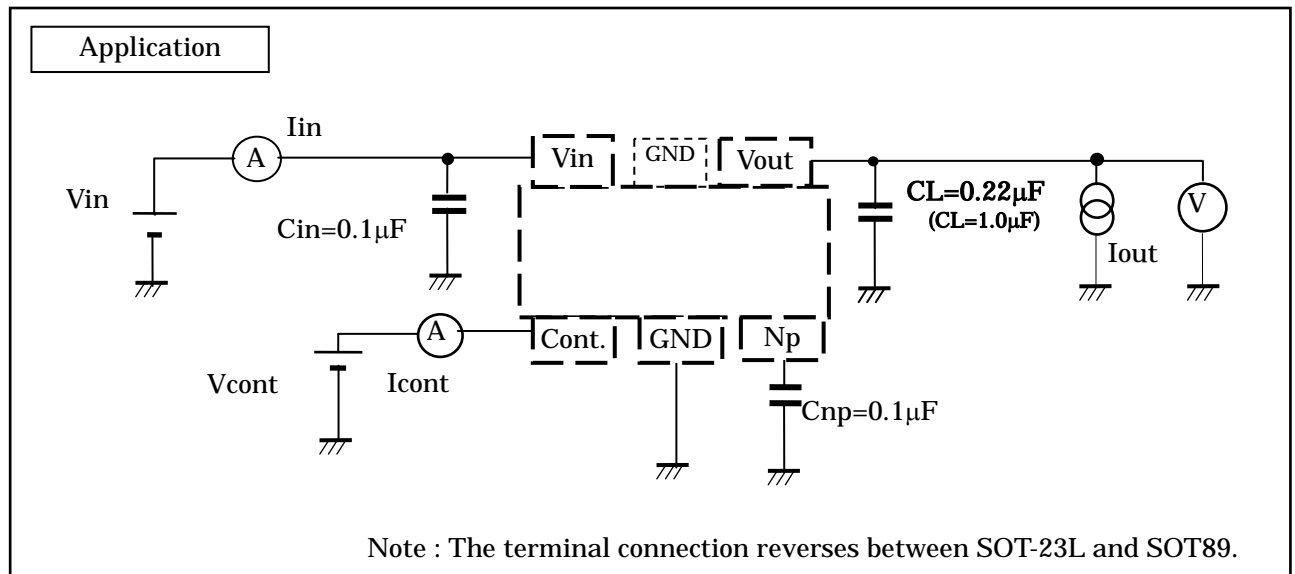 Application
Iin
A
Vin
GND
Vout
Vin
Cin=0.1µF
CL=0.22µF
(CL=1.0µF)
V
Iout
A
Cont.
GND
Np
Vcont
Icont
Cnp=0.1µF
Note : The terminal connection reverses between SOT-23L and SOT89.